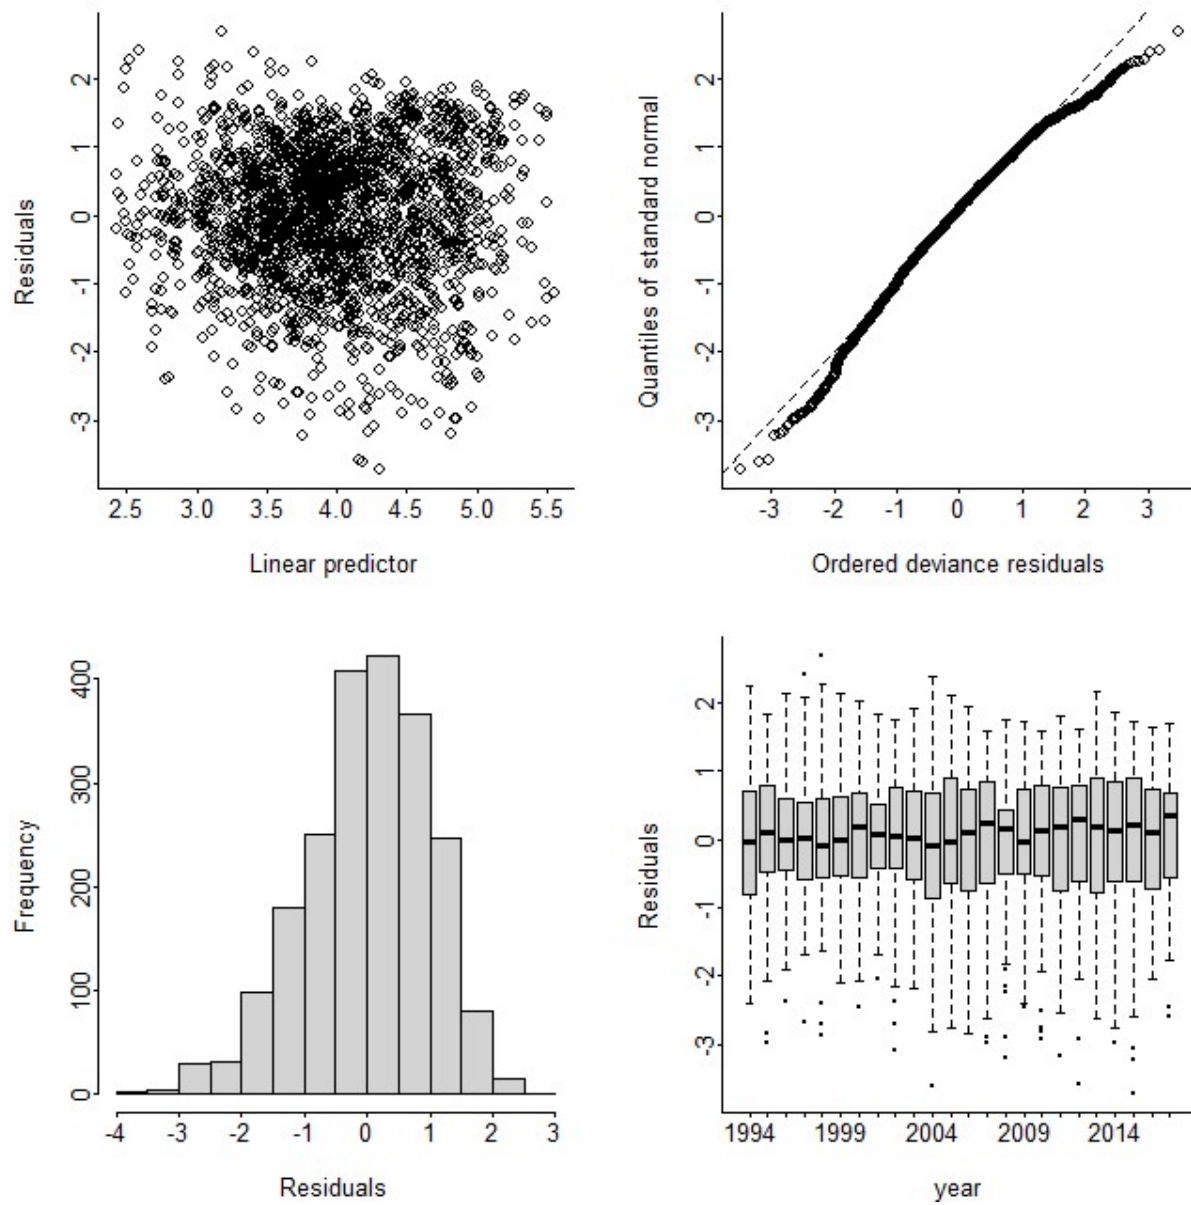 Residuals
2
1
0
-1
-2
-3
2.5 3.0 3.5 4.0 4.5 5.0 5.5
Linear predictor
Quantiles of standard normal
2
1
0
-1
-2
-3
-3 -2 -1 0 1 2 3
Ordered deviance residuals
Frequency
400
300
200
100
0
-4 -3 -2 -1 0 1 2 3
Residuals
Residuals
2
1
0
-1
-2
-3
1994 1999 2004 2009 2014
year